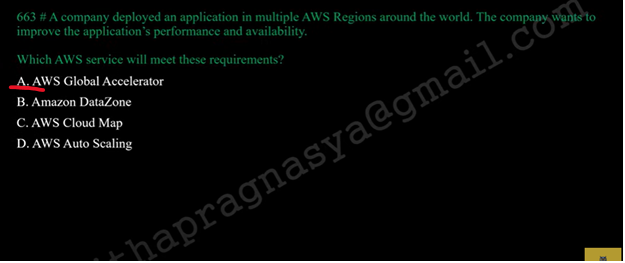 663 # A company deployed an application in multiple AWS Regions around the world. The company wants to
improve the application's performance and availability.
Which AWS service will meet these requirements?
A. AWS Global Accelerator
B. Amazon DataZone
C. AWS Cloud Map
D. AWS Auto Scaling
thapragnasya@gmail.com